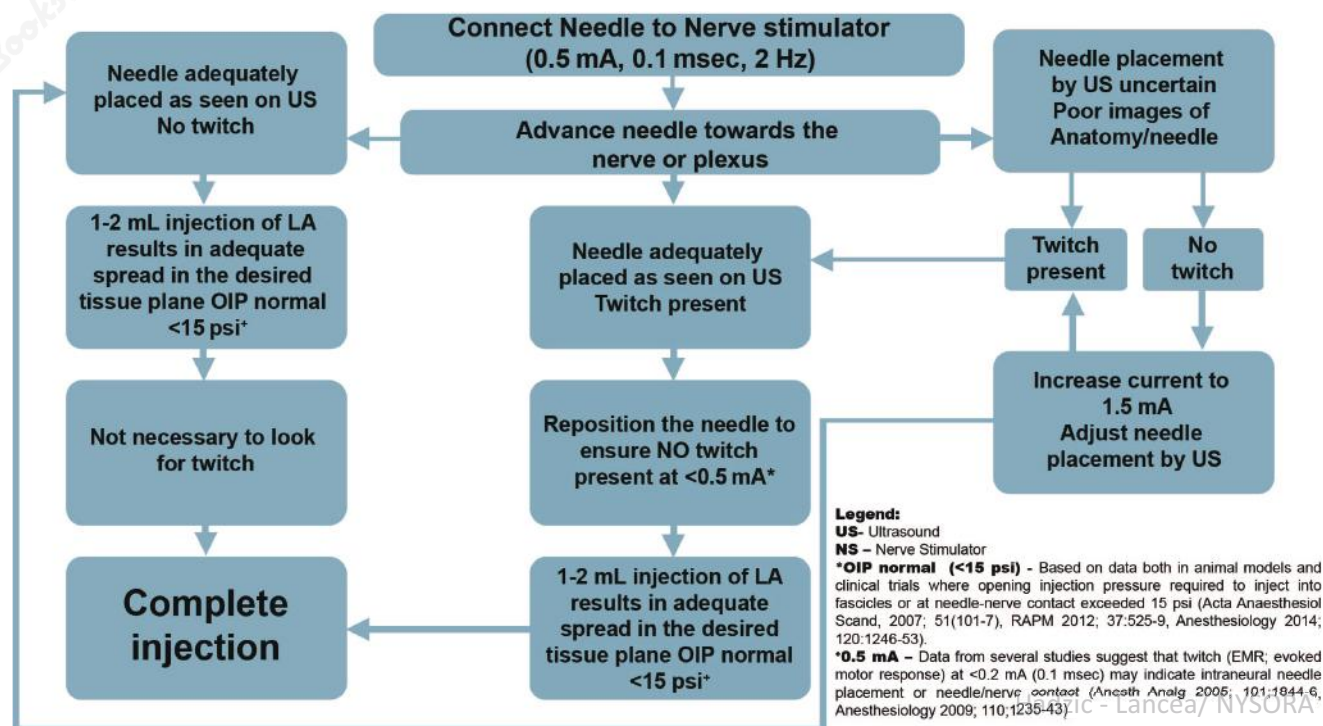 Books
Connect Needle to Nerve stimulator
(0.5 mA, 0.1 msec, 2 Hz)
Needle adequately
placed as seen on US
No twitch
Advance needle towards the
nerve or plexus
Needle placement
by US uncertain
Poor images of
Anatomy/needle
1-2 mL injection of LA
results in adequate
spread in the desired
tissue plane OIP normal
<15 psi⁺
Needle adequately
placed as seen on US
Twitch present
Twitch
present
No
twitch
Not necessary to look
for twitch
Reposition the needle to
ensure NO twitch
present at <0.5 mA*
Increase current to
1.5 mA
Adjust needle
placement by US
Complete
injection
1-2 mL injection of LA
results in adequate
spread in the desired
tissue plane OIP normal
<15 psi⁺
Legend:
US- Ultrasound
NS – Nerve Stimulator
*OIP normal (<15 psi) - Based on data both in animal models and
clinical trials where opening injection pressure required to inject into
fascicles or at needle-nerve contact exceeded 15 psi (Acta Anaesthesiol
Scand, 2007; 51(101-7), RAPM 2012; 37:525-9, Anesthesiology 2014;
120:1246-53).
⁺0.5 mA – Data from several studies suggest that twitch (EMR; evoked
motor response) at <0.2 mA (0.1 msec) may indicate intraneural needle
placement or needle/nerve contact (Anesth Analg 2005; 101:1844-6,
Anesthesiology 2009; 110;1235-43)
Hadzic - Lancea/ NYSORA